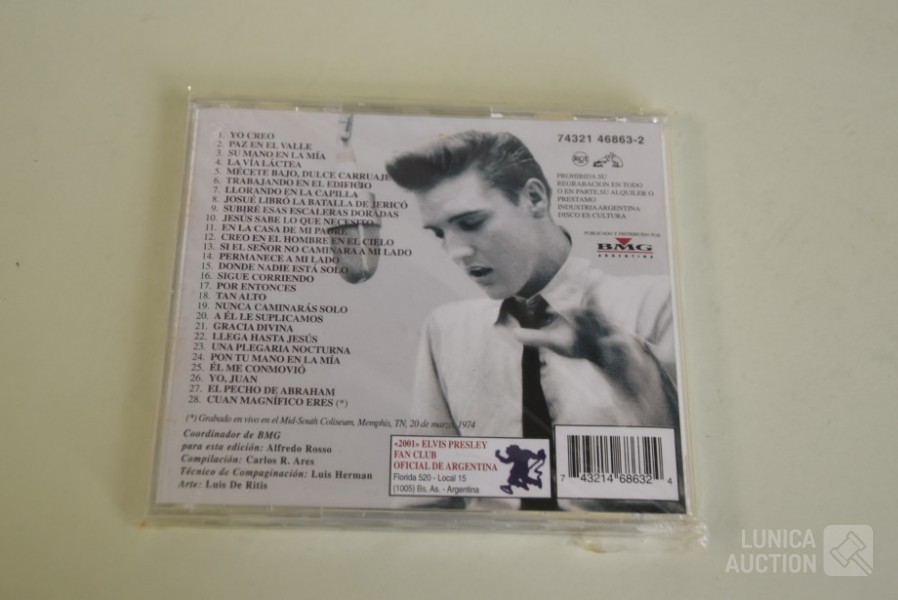 1. YO CREO
2. PAZ EN EL VALLE
3. SU MANO EN LA MÍA
4. LA VÍA LÁCTEA
5. MÉCETE BAJO, DULCE CARRUAJE
6. TRABAJANDO EN EL EDIFICIO
7. LLORANDO EN LA CAPILLA
8. JOSUÉ LIBRÓ LA BATALLA DE JERICÓ
9. SUBIRÉ ESAS ESCALERAS DORADAS
10. JESÚS SABE LO QUE NECESITO
11. EN LA CASA DE MI PADRE
12. CREO EN EL HOMBRE EN EL CIELO
13. SI EL SEÑOR NO CAMINARA A MI LADO
14. PERMANECE A MI LADO
15. DONDE NADIE ESTÁ SOLO
16. SIGUE CORRIENDO
17. POR ENTONCES
18. TAN ALTO
19. NUNCA CAMINARÁS SOLO
20. A ÉL LE SUPLICAMOS
21. GRACIA DIVINA
22. LLEGA HASTA JESÚS
23. UNA PLEGARIA NOCTURNA
24. PON TU MANO EN LA MÍA
25. ÉL ME CONMOVIÓ
26. YO, JUAN
27. EL PECHO DE ABRAHAM
28. CUAN MAGNÍFICO ERES (*)
(*) Grabado en vivo en el Mid-South Coliseum, Memphis, TN, 20 de marzo, 1974
Coordinador de BMG
para esta edición: Alfredo Rosso
Compilación: Carlos R. Ares
Técnico de Compaginación: Luis Herman
Arte: Luis De Ritis
«2001» ELVIS PRESLEY
FAN CLUB
OFICIAL DE ARGENTINA
Florida 520 - Local 15
(1005) Bs. As. - Argentina
74321 46863-2
RCA
PROHIBIDA SU
REGRABACION EN TODO
O EN PARTE, SU ALQUILER O
PRESTAMO
INDUSTRIA ARGENTINA
DISCO ES CULTURA
PUBLICADO Y DISTRIBUIDO POR
BMG
ARGENTINA
7 43214 68632 4
LUNICA
AUCTION